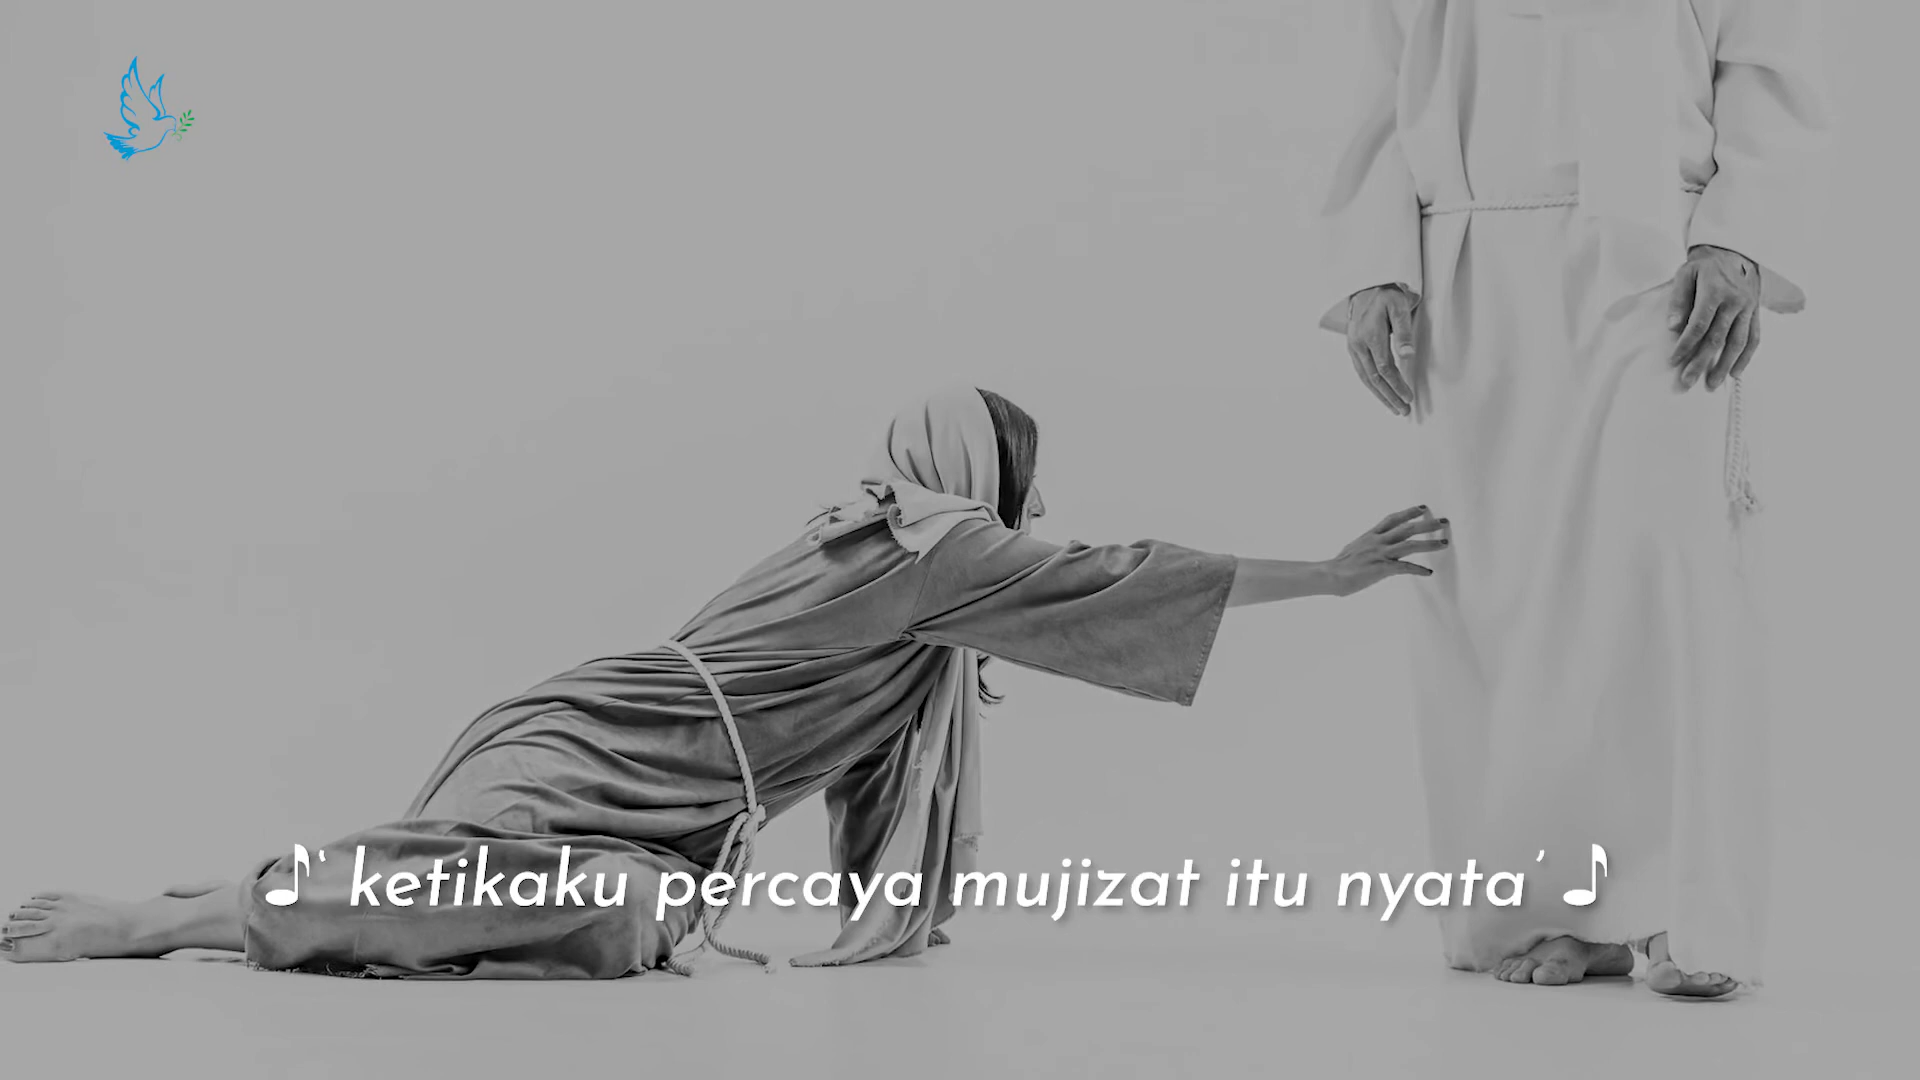 ♪‘ ketikaku percaya mujizat itu nyata’ ♪